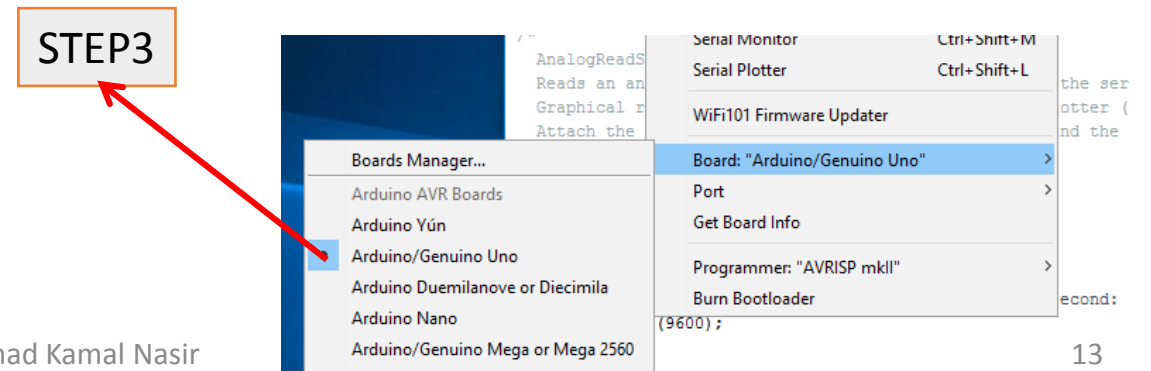 STEP3
/*
AnalogReadS
Reads an an
Graphical r
Attach the
the ser
otter (
nd the
econd:
(9600);
Serial Monitor Ctrl+Shift+M
Serial Plotter Ctrl+Shift+L
WiFi101 Firmware Updater
Board: "Arduino/Genuino Uno"
Port
Get Board Info
Programmer: "AVRISP mkII"
Burn Bootloader
Boards Manager...
Arduino AVR Boards
Arduino Yún
Arduino/Genuino Uno
Arduino Duemilanove or Diecimila
Arduino Nano
Arduino/Genuino Mega or Mega 2560
nad Kamal Nasir
13